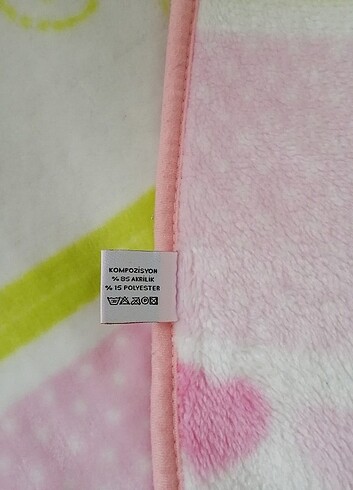 KOMPOZİSYON
% 85 AKRİLİK
% 15 POLYESTER